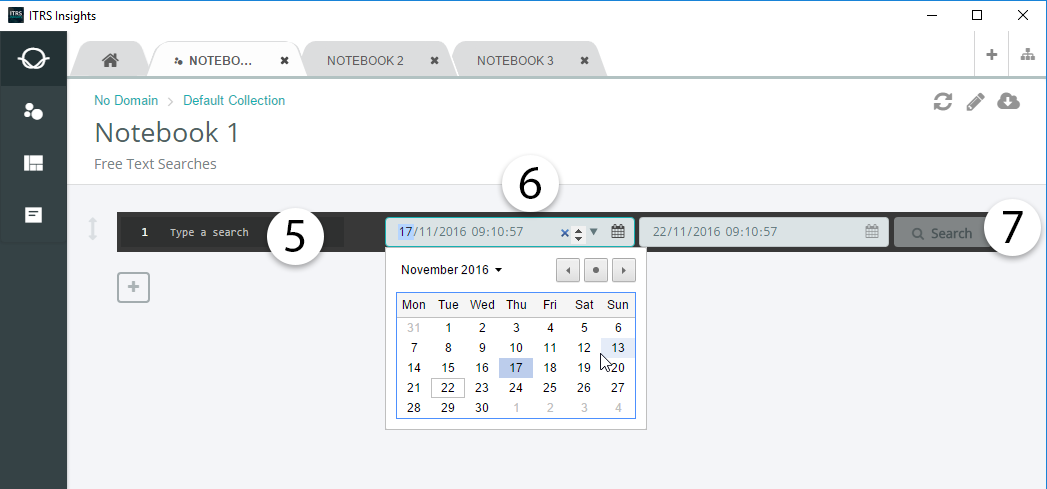 ITRS Insights
NOTEBO... NOTEBOOK 2 NOTEBOOK 3
No Domain > Default Collection
Notebook 1
Free Text Searches
6
1 Type a search 5 17/11/2016 09:10:57 22/11/2016 09:10:57 Search 7
November 2016
Mon Tue Wed Thu Fri Sat Sun
31 1 2 3 4 5 6
7 8 9 10 11 12 13
14 15 16 17 18 19 20
21 22 23 24 25 26 27
28 29 30 1 2 3 4